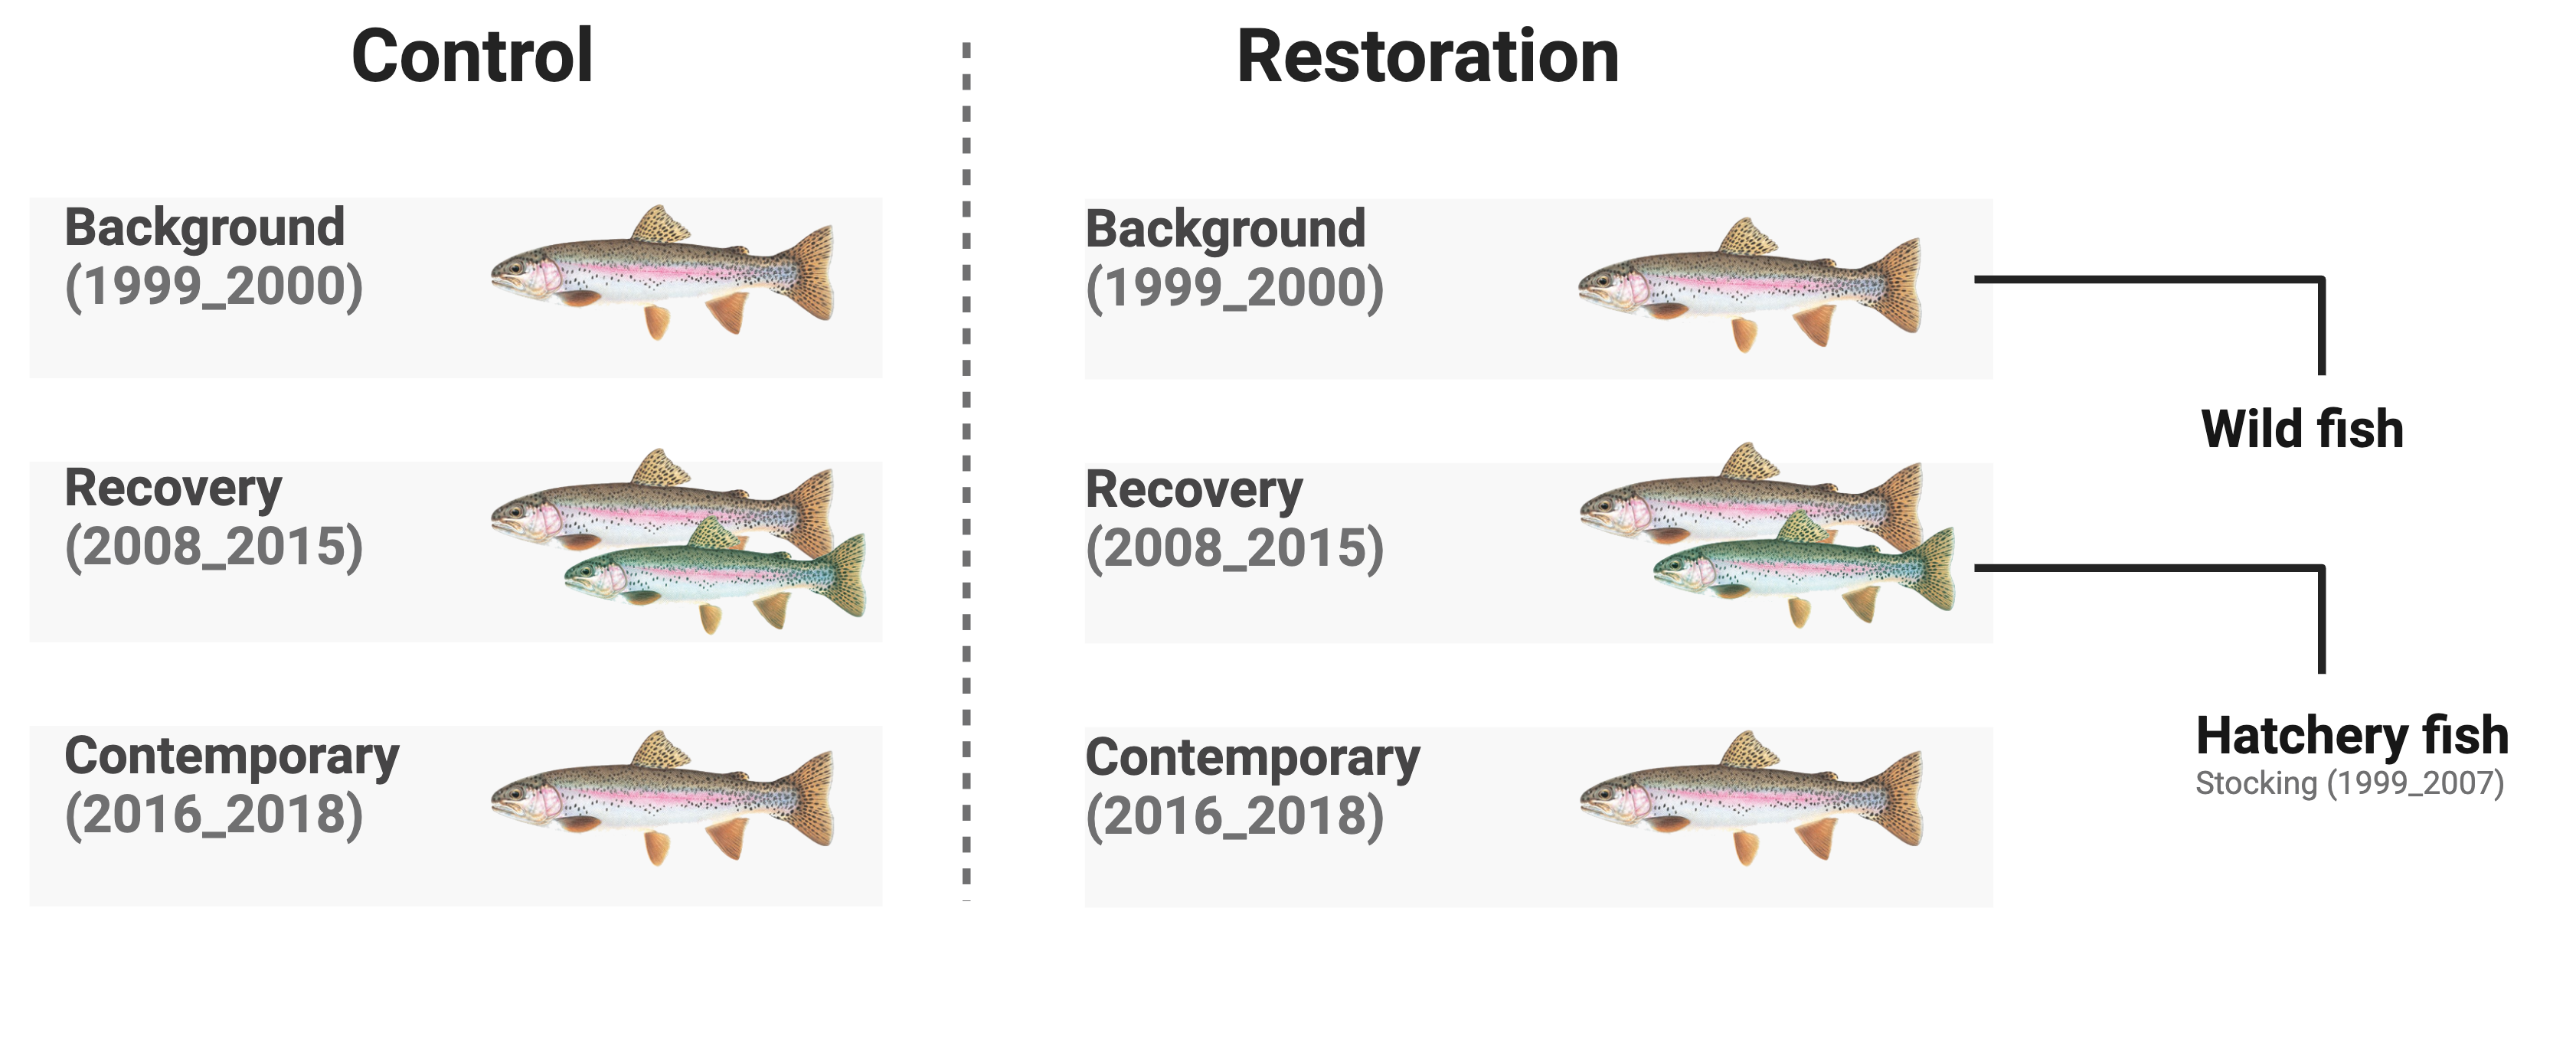 Control
Restoration
Background
(1999_2000)
Background
(1999_2000)
Wild fish
Recovery
(2008_2015)
Recovery
(2008_2015)
Hatchery fish
Stocking (1999_2007)
Contemporary
(2016_2018)
Contemporary
(2016_2018)